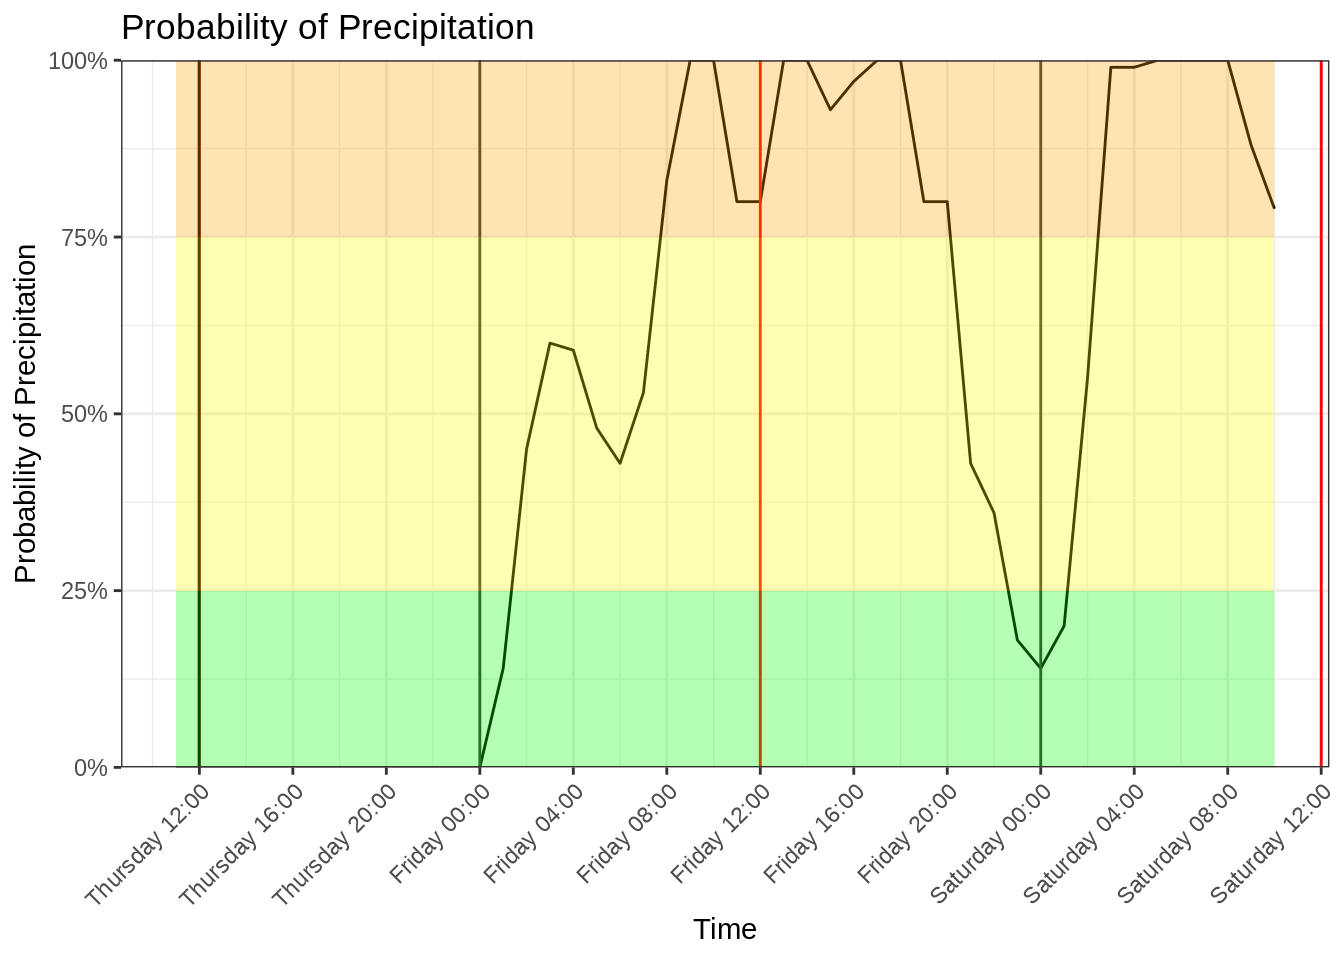 Probability of Precipitation
Probability of Precipitation
100%
75%
50%
25%
0%
Thursday 12:00
Thursday 16:00
Thursday 20:00
Friday 00:00
Friday 04:00
Friday 08:00
Friday 12:00
Friday 16:00
Friday 20:00
Saturday 00:00
Saturday 04:00
Saturday 08:00
Saturday 12:00
Time